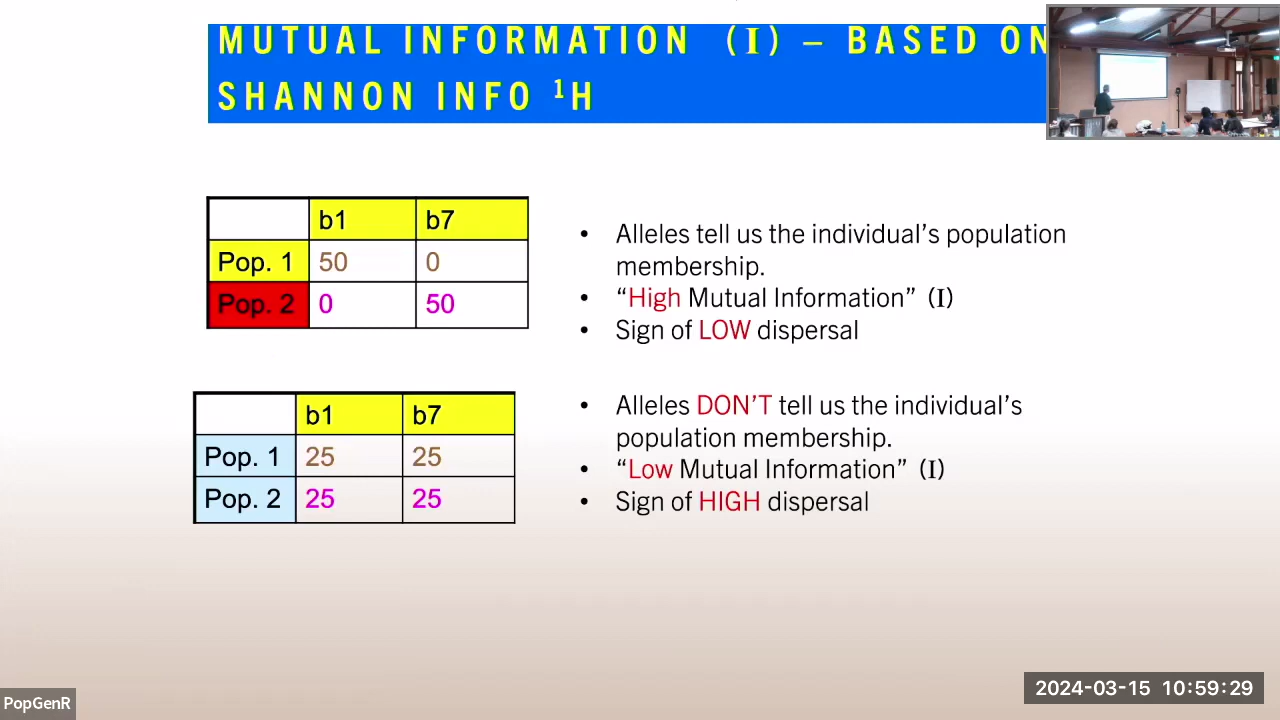 MUTUAL INFORMATION (I) – BASED ON
SHANNON INFO ¹H
b1 b7
Pop. 1 50 0
Pop. 2 0 50
• Alleles tell us the individual’s population
membership.
• “High Mutual Information” (I)
• Sign of LOW dispersal
b1 b7
Pop. 1 25 25
Pop. 2 25 25
• Alleles DON’T tell us the individual’s
population membership.
• “Low Mutual Information” (I)
• Sign of HIGH dispersal
PopGenR
2024-03-15 10:59:29